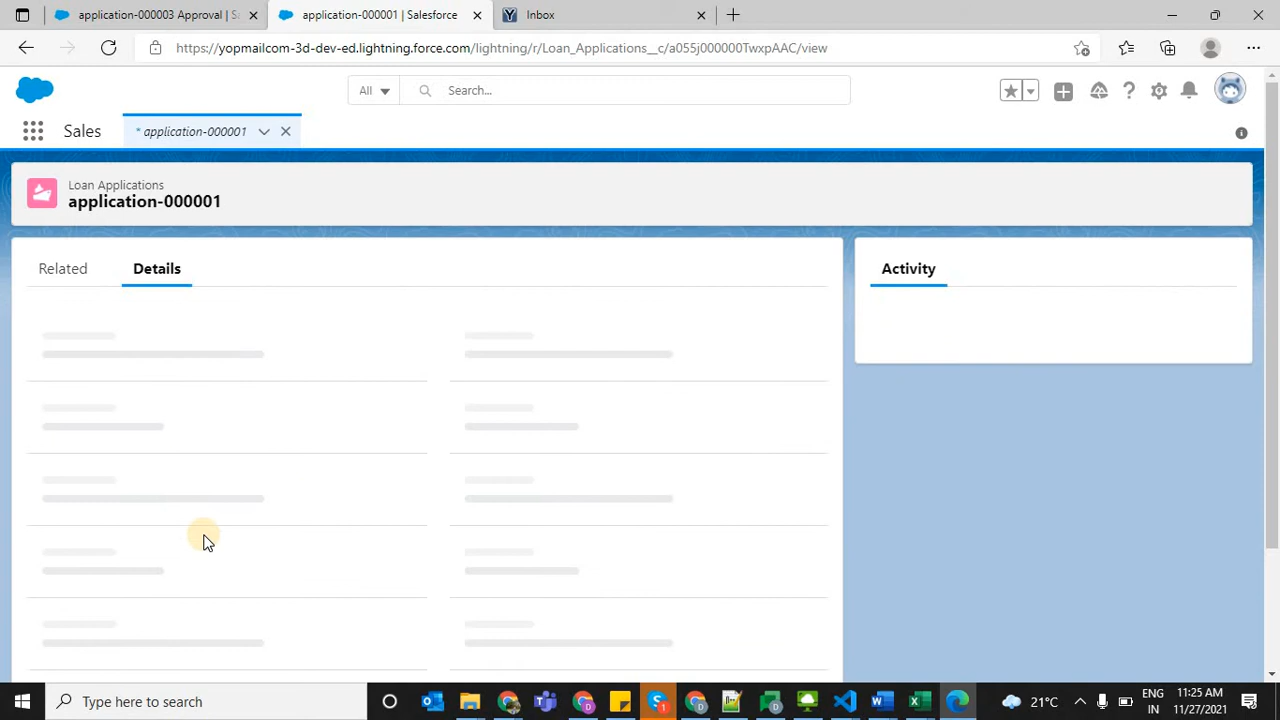 application-000003 Approval | Sa
application-000001 | Salesforce
Inbox
https://yopmailcom-3d-dev-ed.lightning.force.com/lightning/r/Loan_Applications__c/a055j000000TwxpAAC/view
All
Search...
Sales
* application-000001
Loan Applications
application-000001
Related
Details
Activity
Type here to search
1
21°C
ENG
IN
11:25 AM
11/27/2021